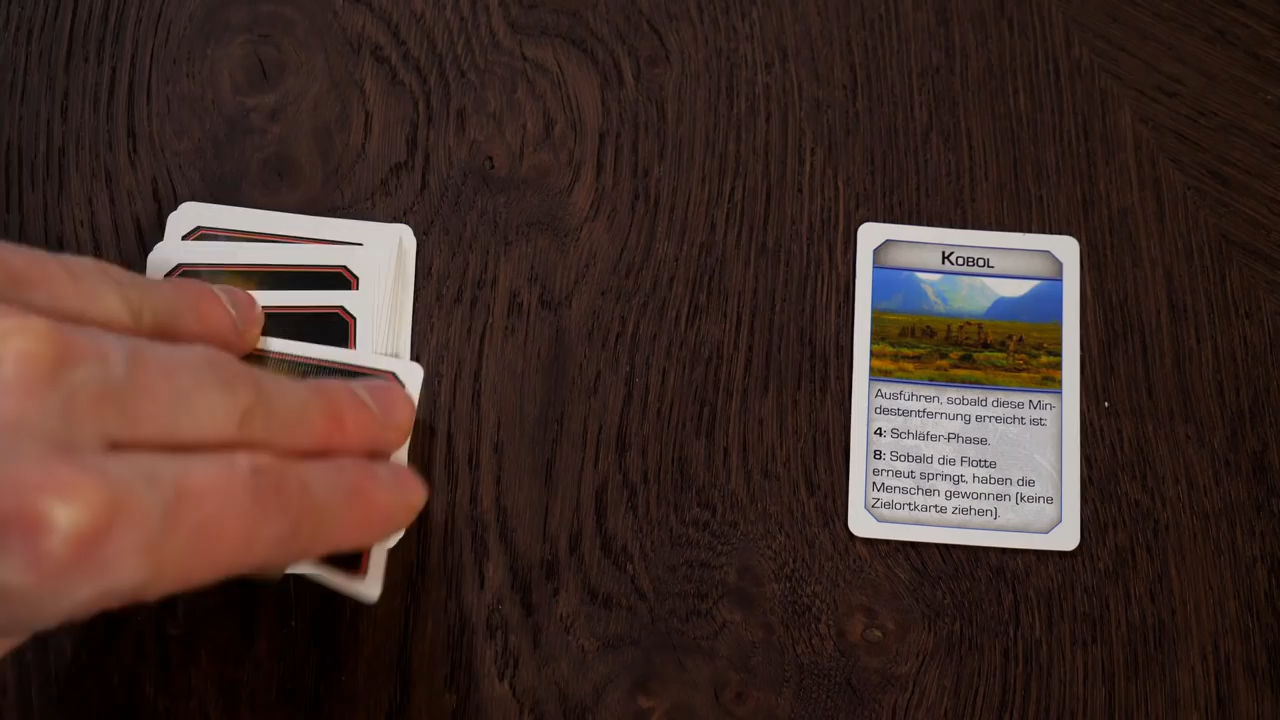 KOBOL
Ausführen, sobald diese Min-
destentfernung erreicht ist:
4: Schläfer-Phase.
8: Sobald die Flotte
erneut springt, haben die
Menschen gewonnen (keine
Zielortkarte ziehen).